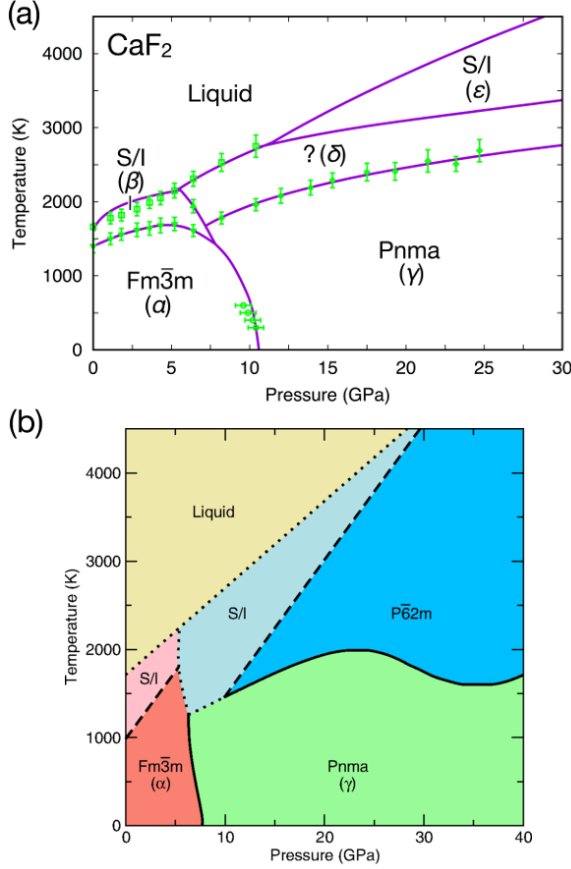 (a)
CaF₂
Liquid
S/I
(ε)
S/I
(β)
? (δ)
Fm3̅m
(α)
Pnma
(γ)
Temperature (K)
4000
3000
2000
1000
0
0 5 10 15 20 25 30
Pressure (GPa)
(b)
Liquid
S/I
S/I
P6̅2m
Fm3̅m
(α)
Pnma
(γ)
Temperature (K)
4000
3000
2000
1000
0
0 10 20 30 40
Pressure (GPa)